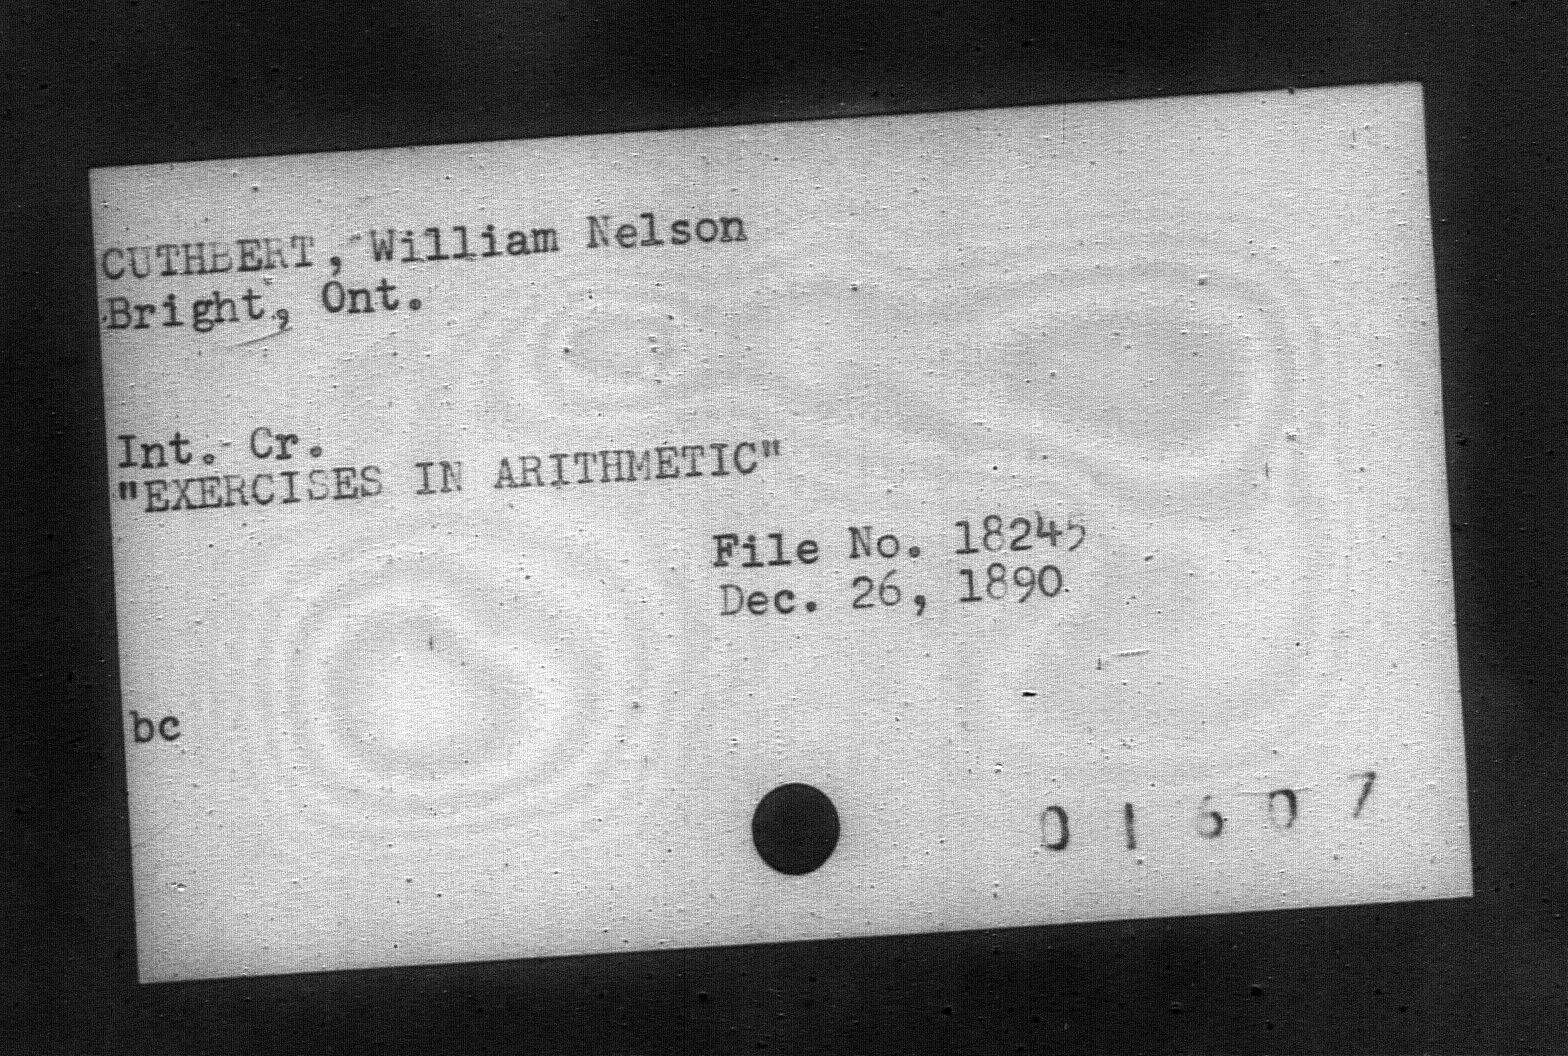 CUTHBERT, William Nelson
Bright, Ont.
Int. Cr.
"EXERCISES IN ARITHMETIC"
File No. 18245
Dec. 26, 1890.
bc
01607